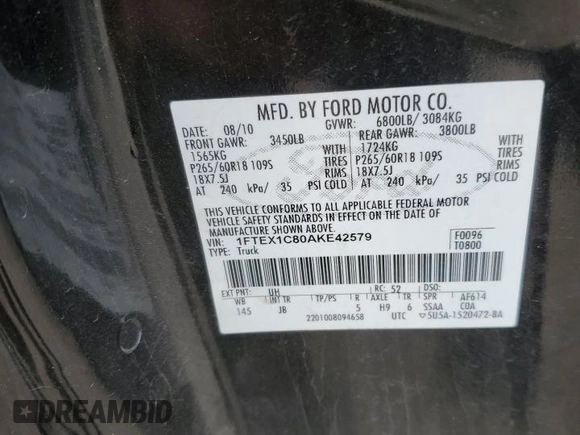 MFD. BY FORD MOTOR CO.
DATE: 08/10 GVWR: 6800LB/ 3084KG
FRONT GAWR: 3450LB REAR GAWR: 3800LB
1565KG 1724KG
P265/60R18 109S TIRES P265/60R18 109S TIRES
18X7.5J RIMS 18X7.5J RIMS
AT 240 kPa/ 35 PSI COLD AT 240 kPa/ 35 PSI COLD
THIS VEHICLE CONFORMS TO ALL APPLICABLE FEDERAL MOTOR
VEHICLE SAFETY STANDARDS IN EFFECT ON THE DATE OF
MANUFACTURE SHOWN ABOVE.
VIN: 1FTEX1C80AKE42579 F0096
TYPE: Truck T0800
EXT PNT: UH RC: 52 DSO:
WB INT TR TP/PS R AXLE TR SPR AF614
145 JB 5 H9 6 SSAA COA
2201008094658 UTC ▽5U5A-1520472-BA
DREAMBID